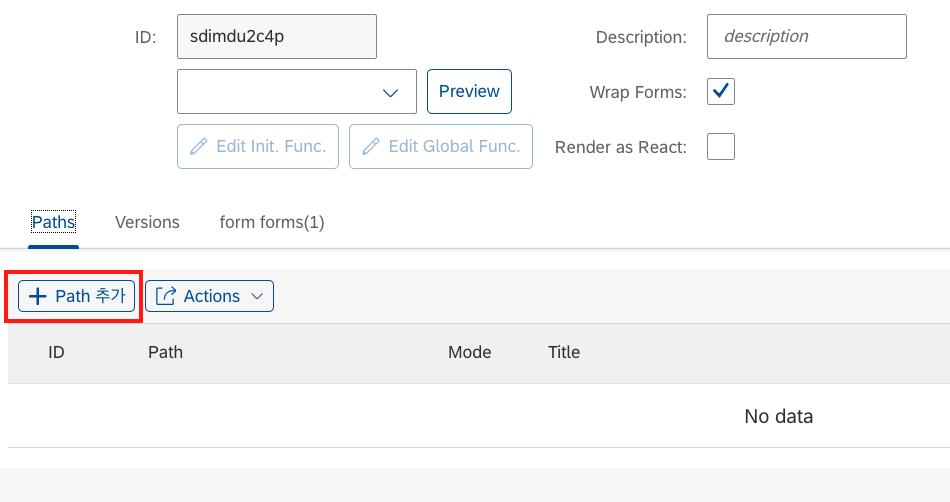 ID: sdimdu2c4p Description: description
Preview Wrap Forms:
Edit Init. Func. Edit Global Func. Render as React:
Paths Versions form forms(1)
Path 추가 Actions
ID Path Mode Title
No data